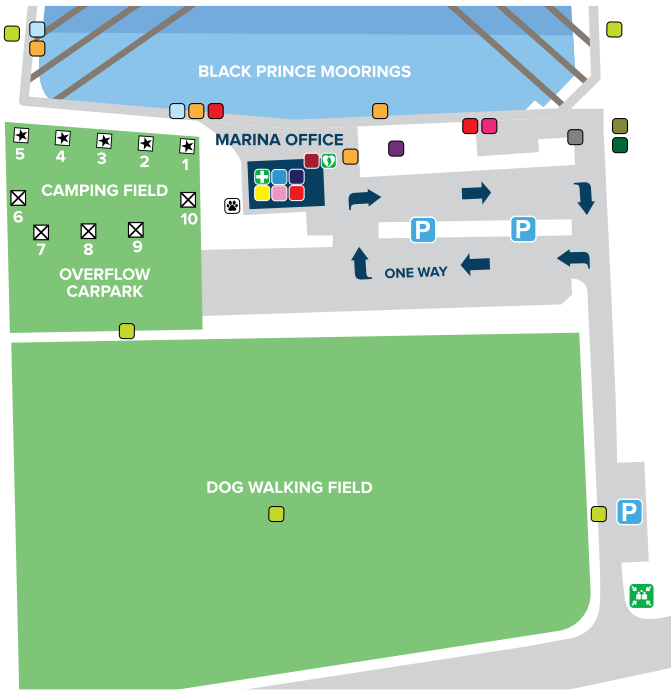 BLACK PRINCE MOORINGS
MARINA OFFICE
5
4
3
2
1
CAMPING FIELD
6
10
7
8
9
P
P
OVERFLOW
CARPARK
ONE WAY
DOG WALKING FIELD
P